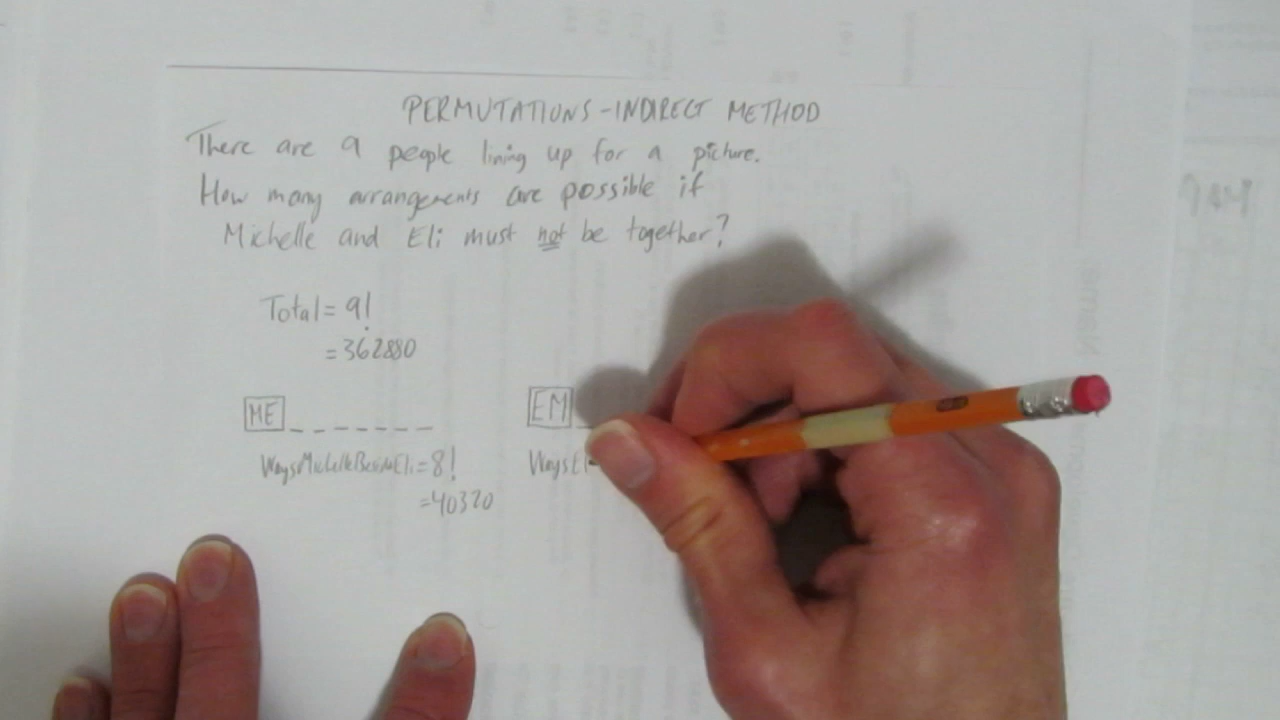 PERMUTATIONS-INDIRECT METHOD
There are 9 people lining up for a picture.
How many arrangements are possible if
Michelle and Eli must not be together?
Total = 9!
= 362880
ME _ _ _ _ _ _ _
EM
WaysMichelleBesideEli = 8!
= 40320
WaysEl